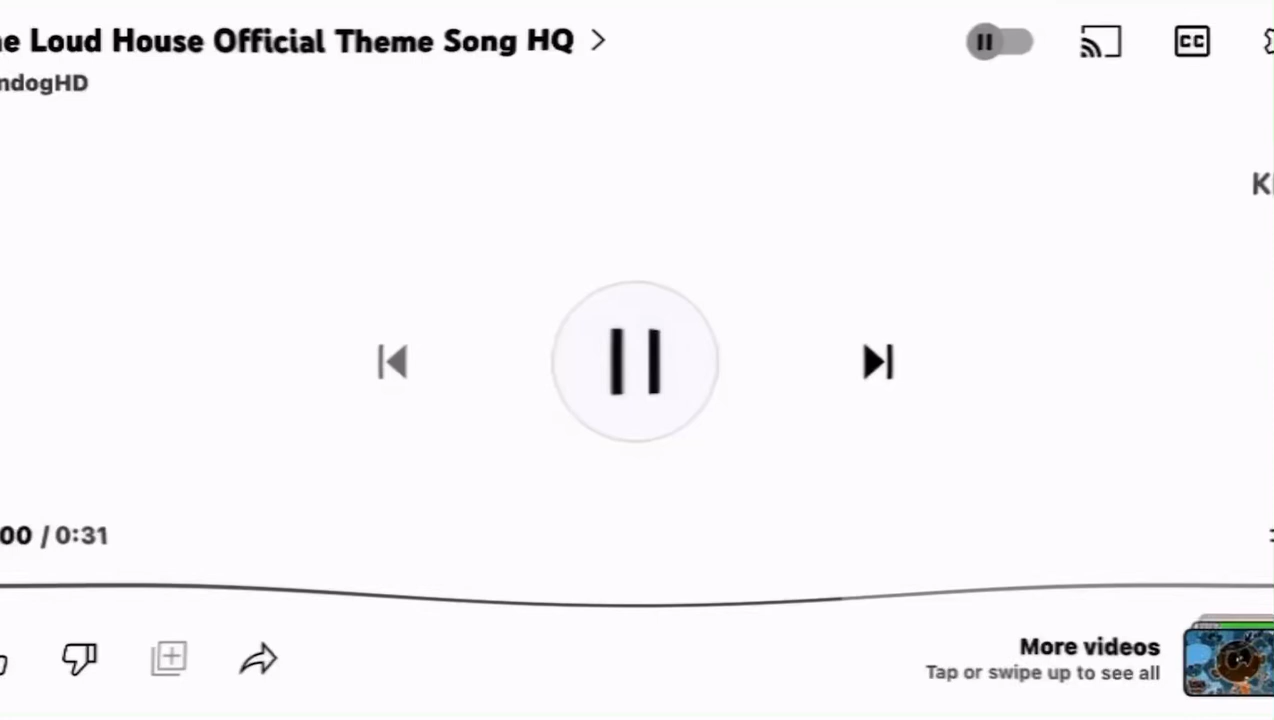 e Loud House Official Theme Song HQ
ndogHD
CC
K
00 / 0:31
More videos
Tap or swipe up to see all